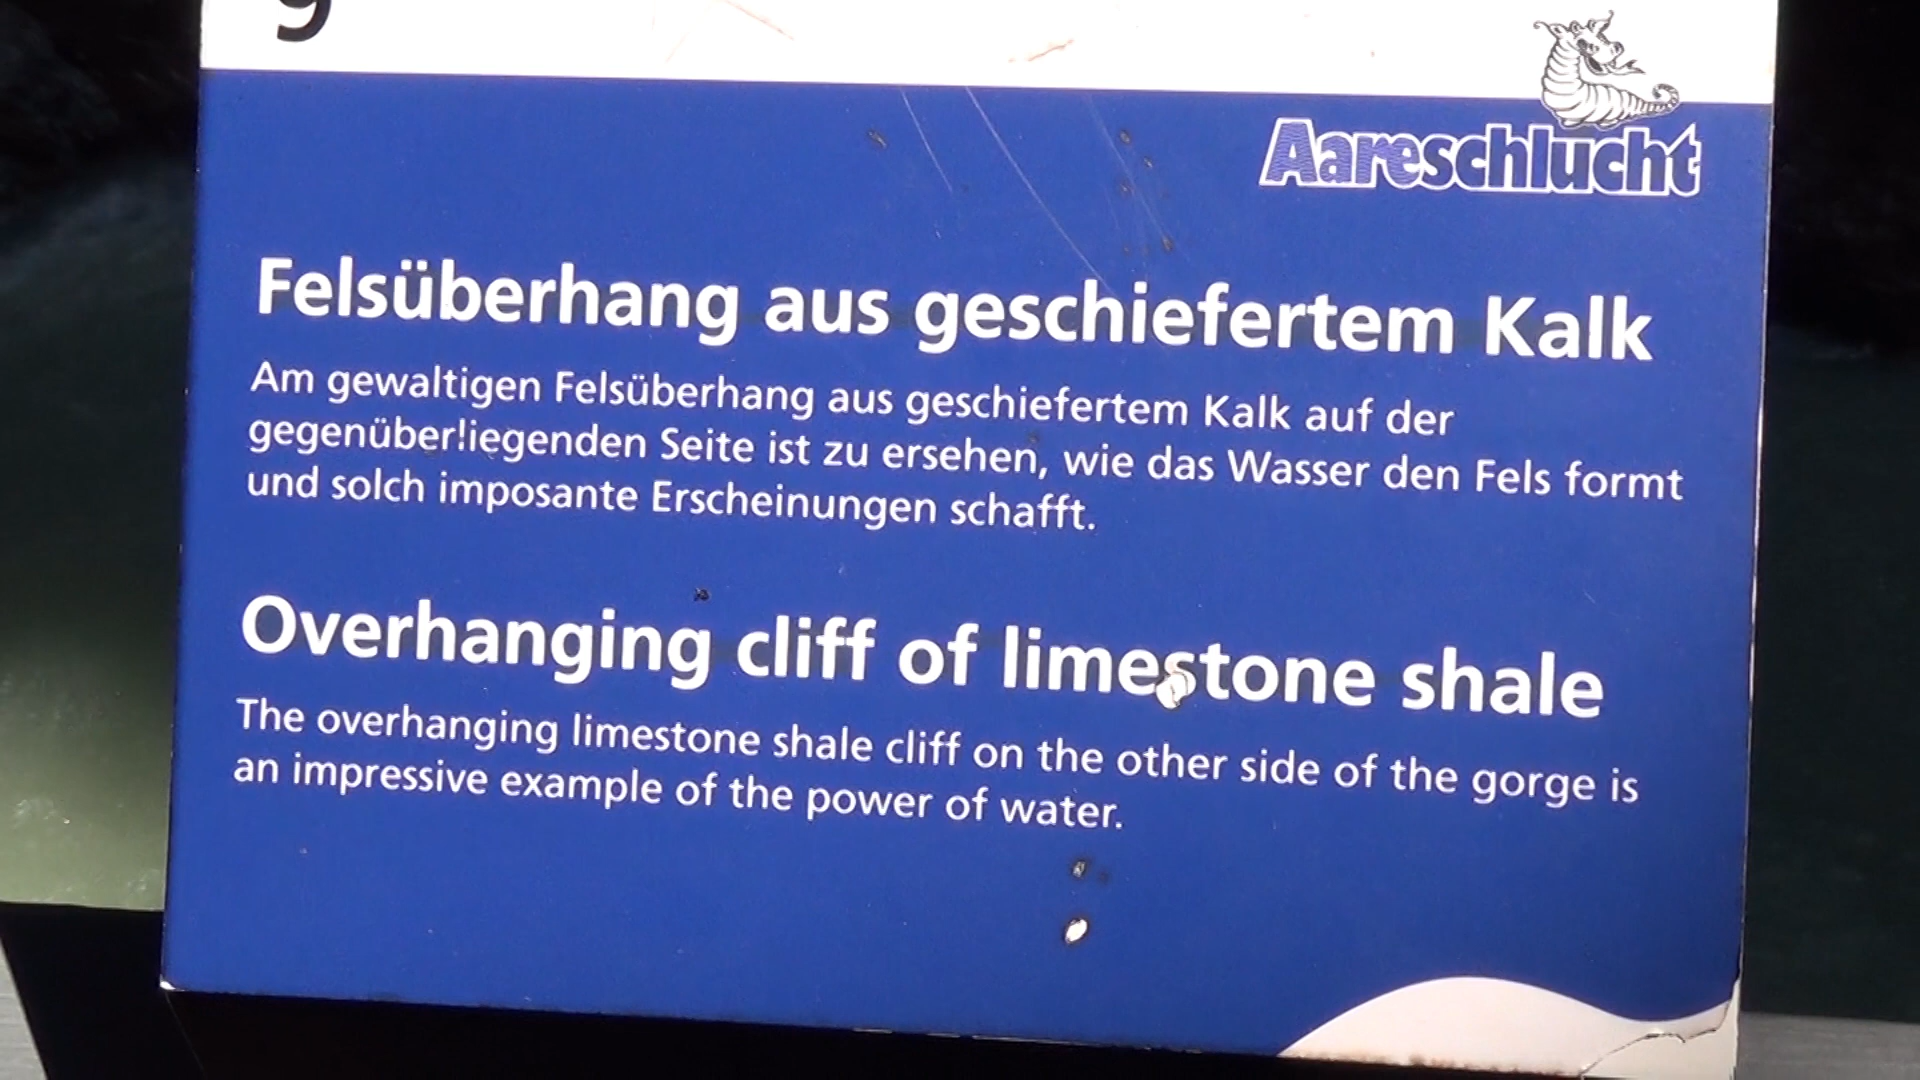 9
Aareschlucht
Felsüberhang aus geschiefertem Kalk
Am gewaltigen Felsüberhang aus geschiefertem Kalk auf der
gegenüberliegenden Seite ist zu ersehen, wie das Wasser den Fels formt
und solch imposante Erscheinungen schafft.
Overhanging cliff of limestone shale
The overhanging limestone shale cliff on the other side of the gorge is
an impressive example of the power of water.